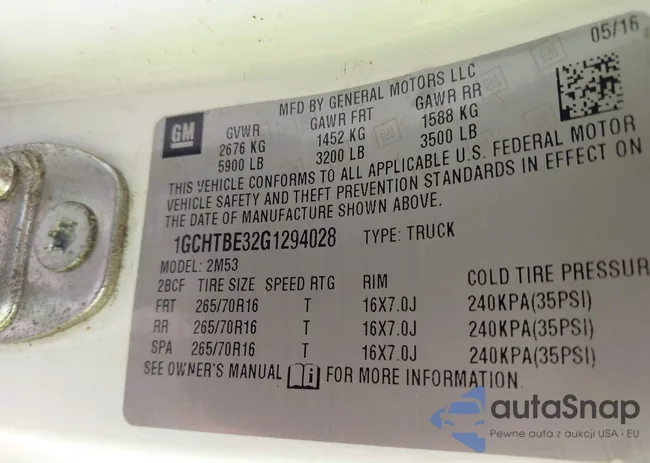 05/16
MFD BY GENERAL MOTORS LLC
GM GVWR GAWR FRT GAWR RR
2676 KG 1452 KG 1588 KG
5900 LB 3200 LB 3500 LB
THIS VEHICLE CONFORMS TO ALL APPLICABLE U.S. FEDERAL MOTOR
VEHICLE SAFETY AND THEFT PREVENTION STANDARDS IN EFFECT ON
THE DATE OF MANUFACTURE SHOWN ABOVE.
1GCHTBE32G1294028 TYPE: TRUCK
MODEL: 2M53
2BCF TIRE SIZE SPEED RTG RIM COLD TIRE PRESSUR
FRT 265/70R16 T 16X7.0J 240KPA(35PSI)
RR 265/70R16 T 16X7.0J 240KPA(35PSI)
SPA 265/70R16 T 16X7.0J 240KPA(35PSI)
SEE OWNER'S MANUAL i FOR MORE INFORMATION.
autaSnap
Pewne auta z aukcji USA i EU